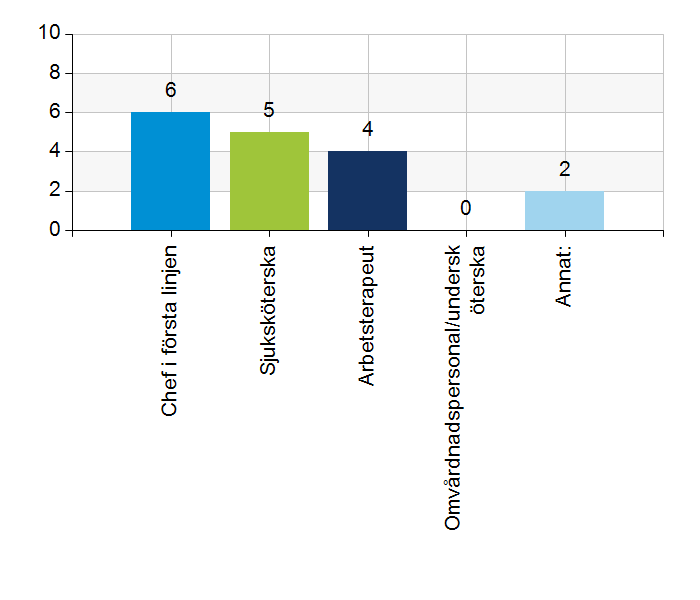 10
8
6
4
2
0
6
5
4
0
2
Chef i första linjen
Sjuksköterska
Arbetsterapeut
Omvårdnadspersonal/undersk
öterska
Annat: